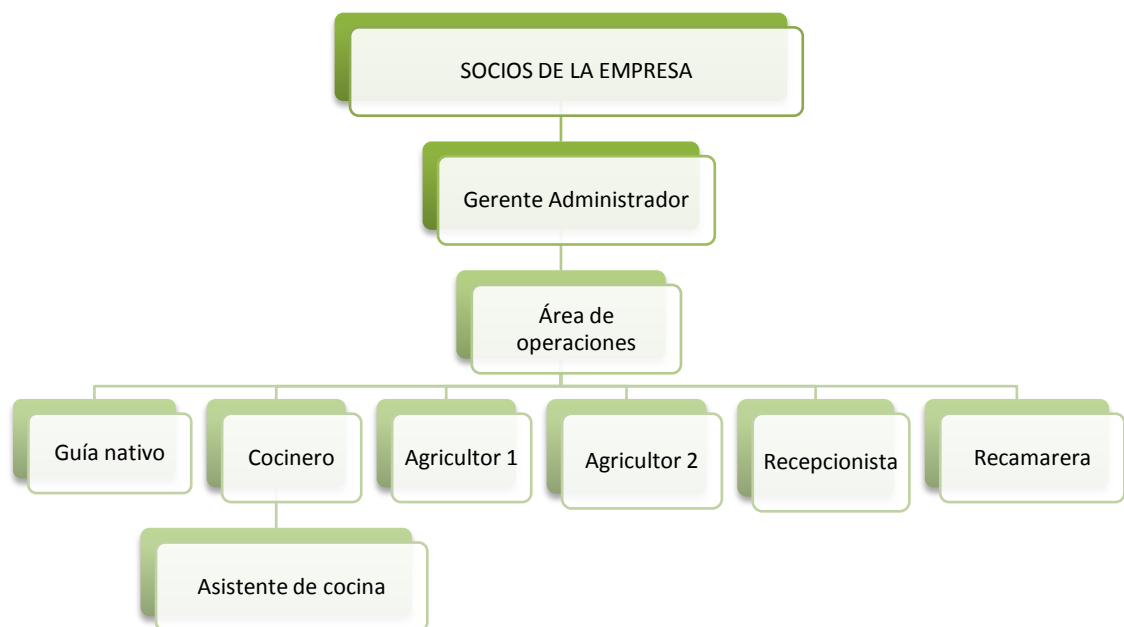 SOCIOS DE LA EMPRESA
Gerente Administrador
Área de
operaciones
Guía nativo
Cocinero
Agricultor 1
Agricultor 2
Recepcionista
Recamarera
Asistente de cocina